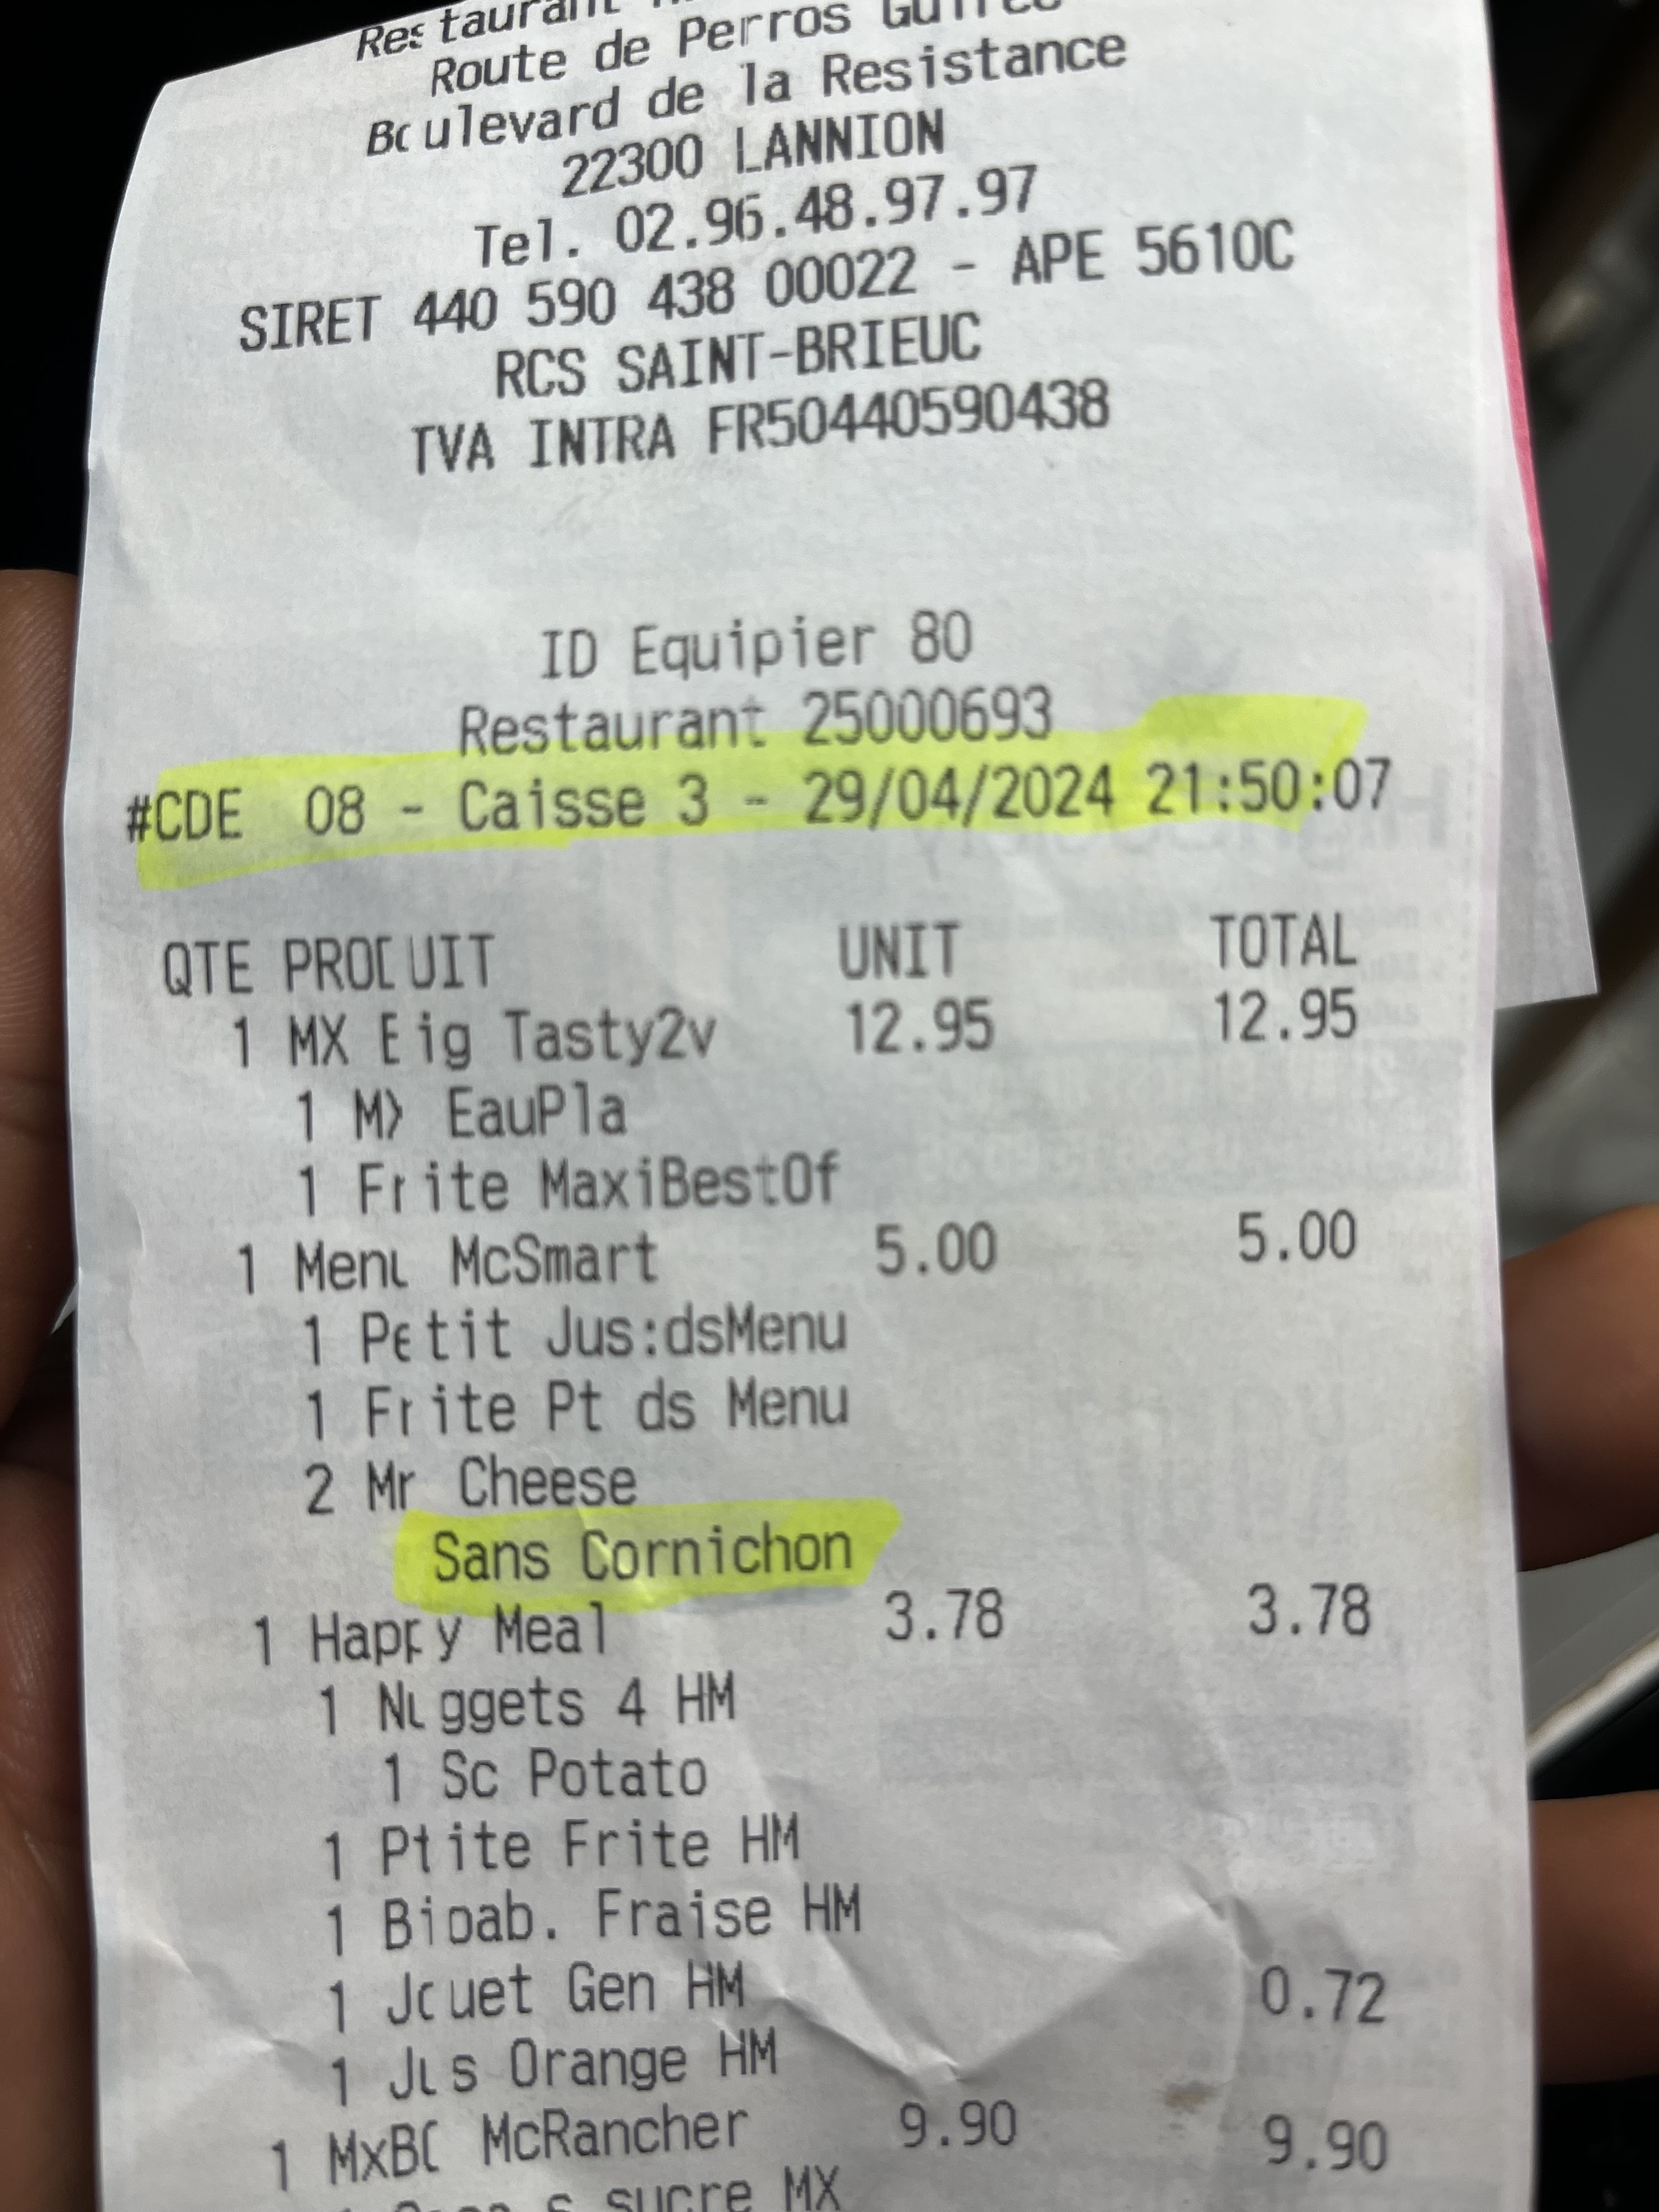 Restaurant
Route de Perros Guirec
Boulevard de la Resistance
22300 LANNION
Tel. 02.96.48.97.97
SIRET 440 590 438 00022 - APE 5610C
RCS SAINT-BRIEUC
TVA INTRA FR50440590438
ID Equipier 80
Restaurant 25000693
#CDE 08 - Caisse 3 - 29/04/2024 21:50:07
QTE PRODUIT UNIT TOTAL
1 MX Big Tasty2v 12.95 12.95
1 MX EauPla
1 Frite MaxiBestOf
1 Menu McSmart 5.00 5.00
1 Petit Jus:dsMenu
1 Frite Pt ds Menu
2 Mr Cheese
Sans Cornichon
1 Happy Meal 3.78 3.78
1 Nuggets 4 HM
1 Sc Potato
1 Ptite Frite HM
1 Bioab. Fraise HM
1 Jouet Gen HM 0.72
1 Jus Orange HM
1 MxBO McRancher 9.90 9.90
s sucre MX